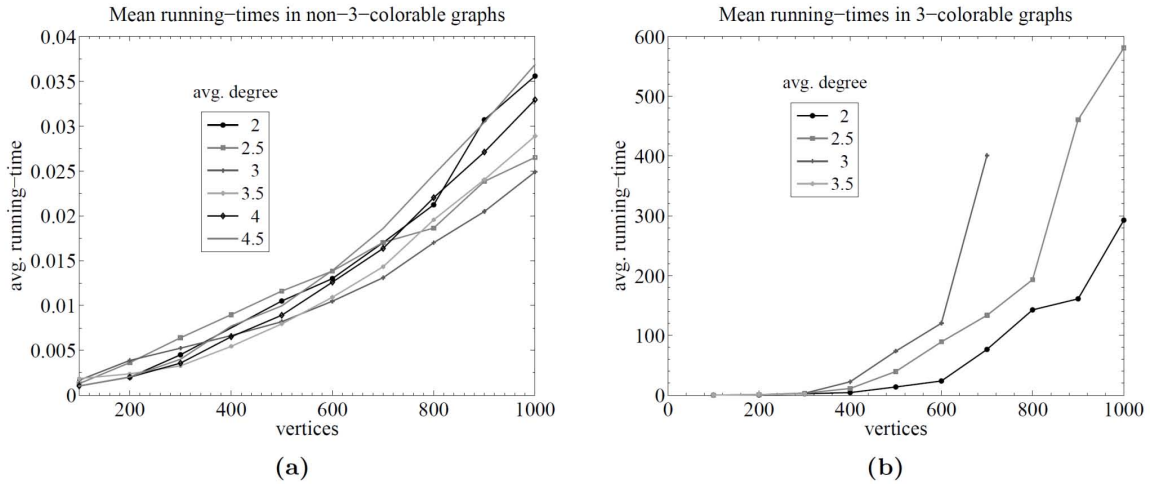 Mean running-times in non-3-colorable graphs
0.04
0.035
0.03
0.025
0.02
0.015
0.01
0.005
0
avg. running-time
avg. degree
2
2.5
3
3.5
4
4.5
200 400 600 800 1000
vertices
(a)
Mean running-times in 3-colorable graphs
600
500
400
300
200
100
0
avg. running-time
avg. degree
2
2.5
3
3.5
0 200 400 600 800 1000
vertices
(b)